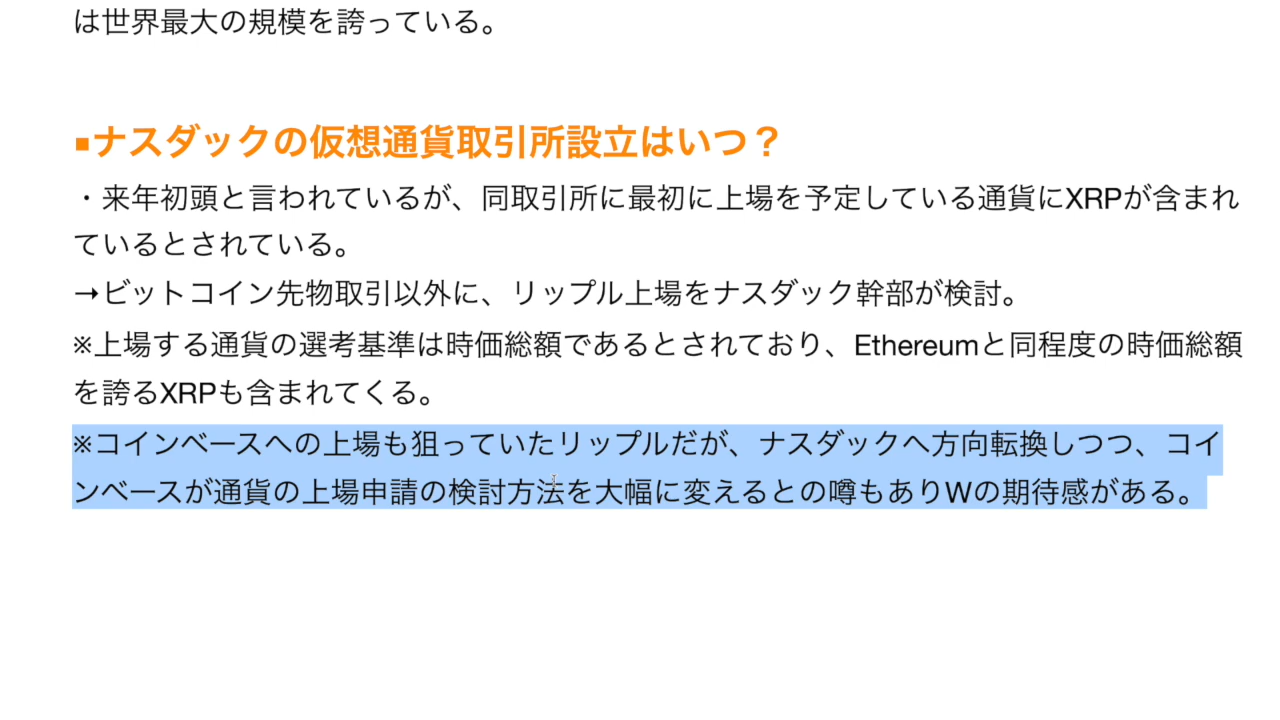 は世界最大の規模を誇っている。
▪ナスダックの仮想通貨取引所設立はいつ？
・来年初頭と言われているが、同取引所に最初に上場を予定している通貨にXRPが含まれ
ているとされている。
→ビットコイン先物取引以外に、リップル上場をナスダック幹部が検討。
※上場する通貨の選考基準は時価総額であるとされており、Ethereumと同程度の時価総額
を誇るXRPも含まれてくる。
※コインベースへの上場も狙っていたリップルだが、ナスダックへ方向転換しつつ、コイ
ンベースが通貨の上場申請の検討方法を大幅に変えるとの噂もありWの期待感がある。